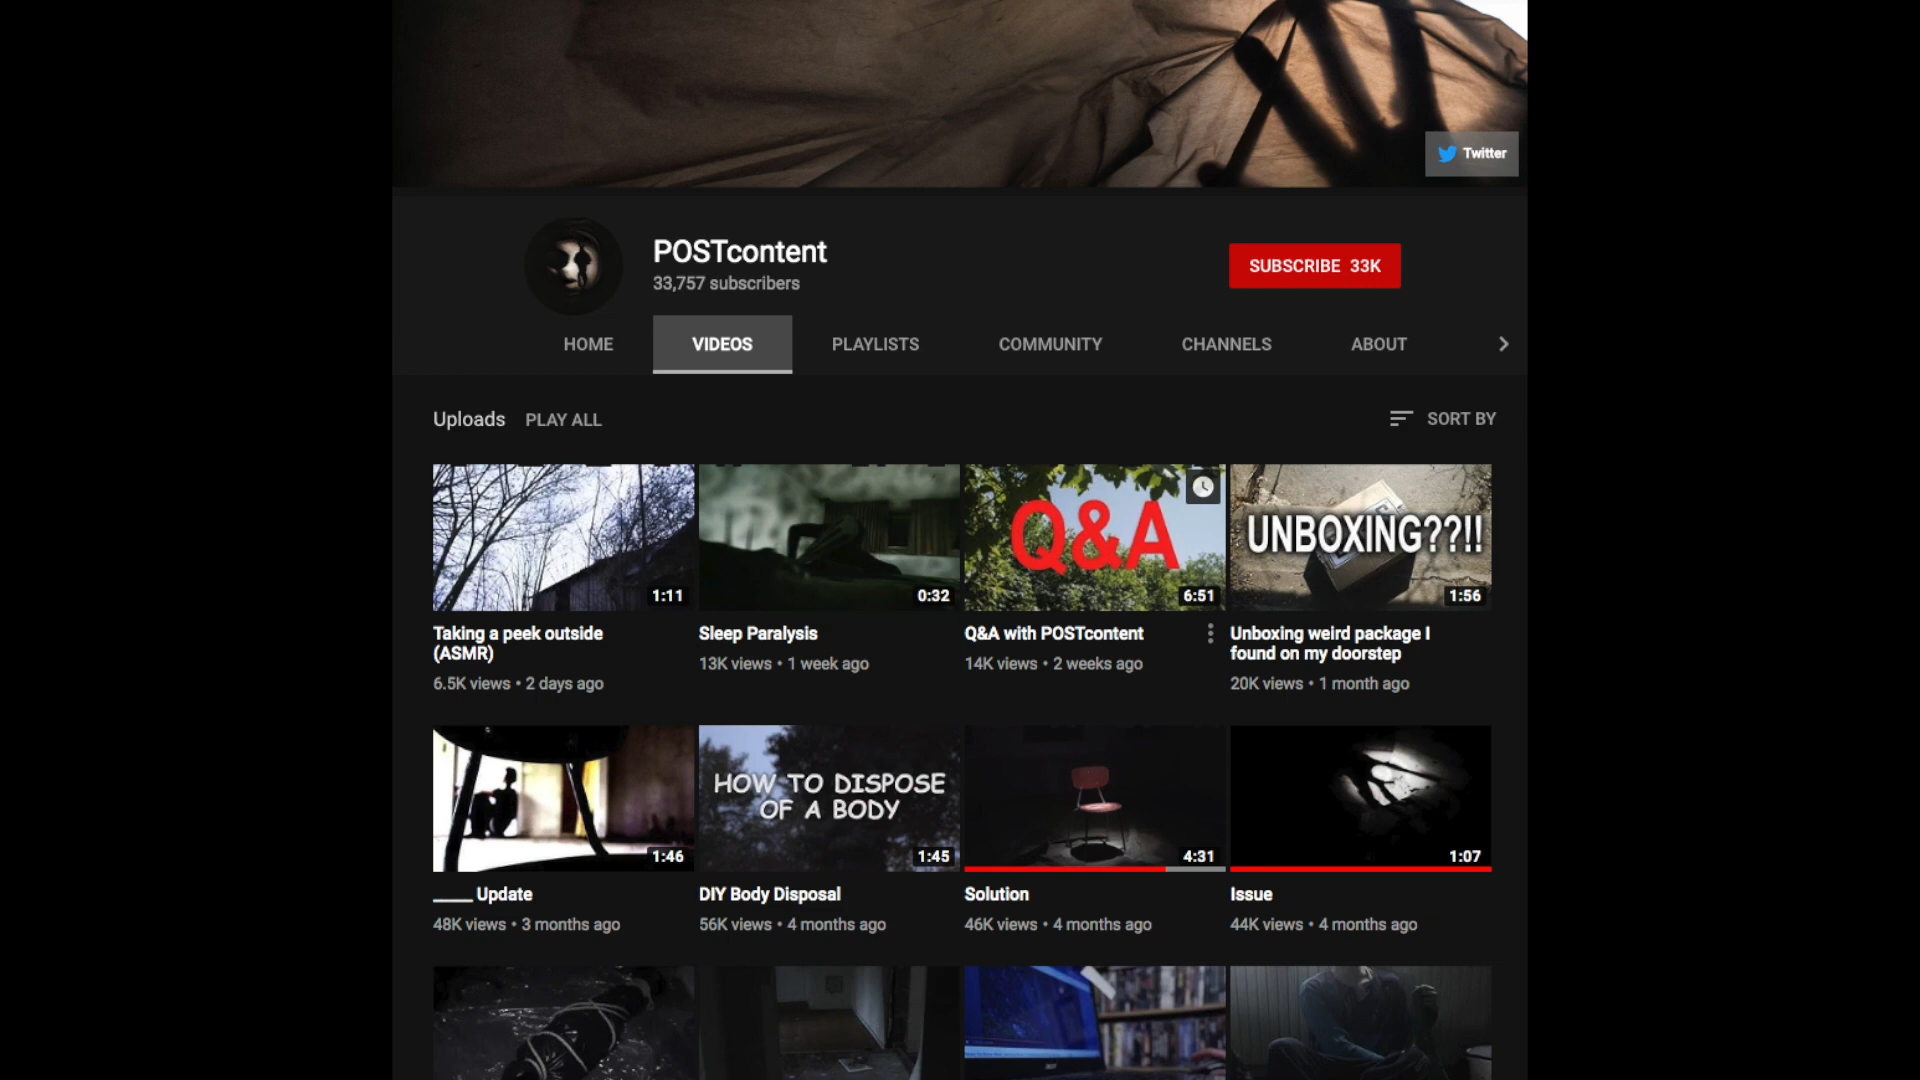 Twitter
POSTcontent
33,757 subscribers
SUBSCRIBE 33K
HOME VIDEOS PLAYLISTS COMMUNITY CHANNELS ABOUT
Uploads PLAY ALL SORT BY
1:11
0:32
Q&A
6:51
UNBOXING??!!
1:56
Taking a peek outside
(ASMR)
6.5K views • 2 days ago
Sleep Paralysis
13K views • 1 week ago
Q&A with POSTcontent
14K views • 2 weeks ago
Unboxing weird package I
found on my doorstep
20K views • 1 month ago
1:46
HOW TO DISPOSE
OF A BODY
1:45
4:31
1:07
____ Update
48K views • 3 months ago
DIY Body Disposal
56K views • 4 months ago
Solution
46K views • 4 months ago
Issue
44K views • 4 months ago